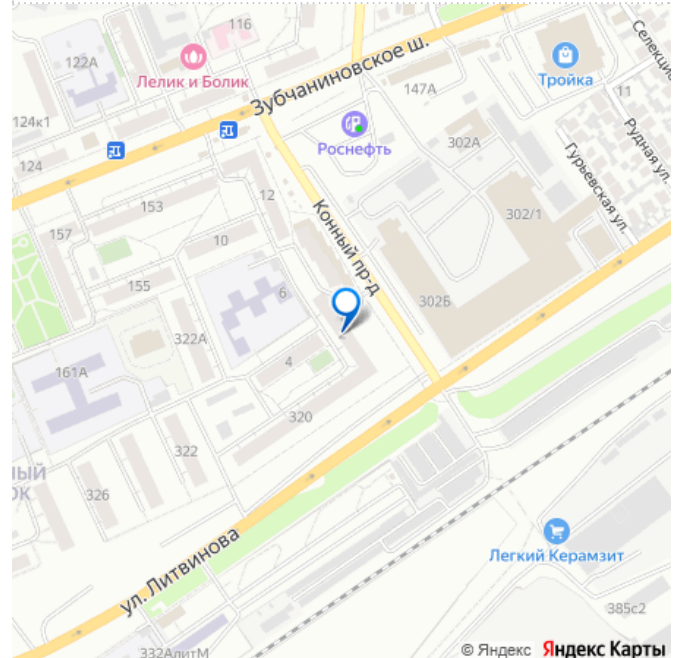 116
122А
Лелик и Болик
Зубчаниновское ш.
Тройка
Селекцио
147А
11
124к1
Роснефть
302А
Рудная ул.
124
Гурьевская ул.
12
153
Конный пр-д
302/1
157
10
155
6
302Б
322А
161А
4
320
322
ЫЙ
ОК
326
ул. Литвинова
Легкий Керамзит
385с2
332АлитМ
© Яндекс Яндекс Карты